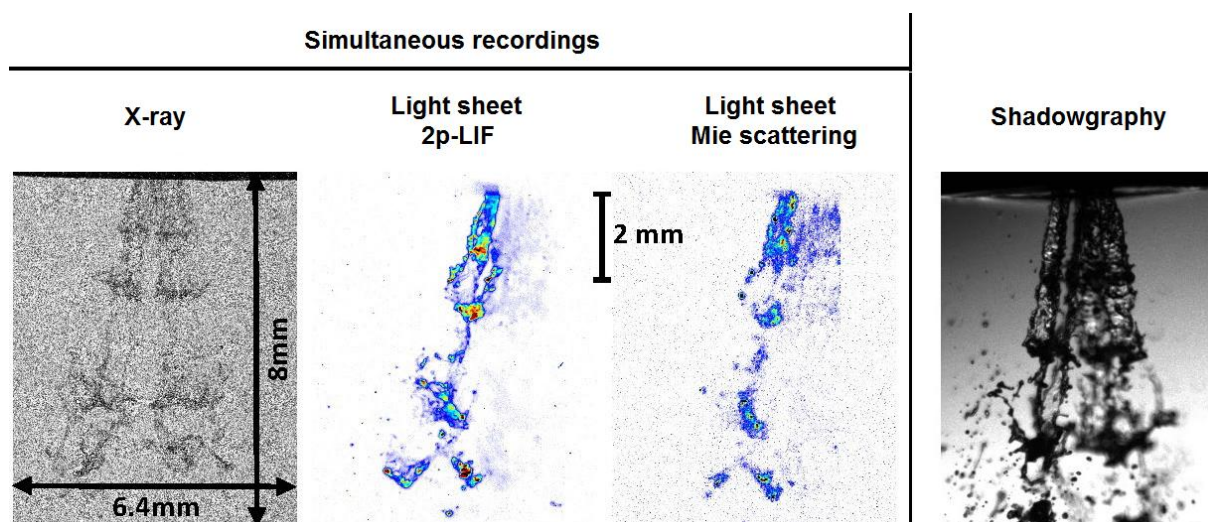 Simultaneous recordings
X-ray
Light sheet
2p-LIF
Light sheet
Mie scattering
Shadowgraphy
2 mm
8mm
6.4mm